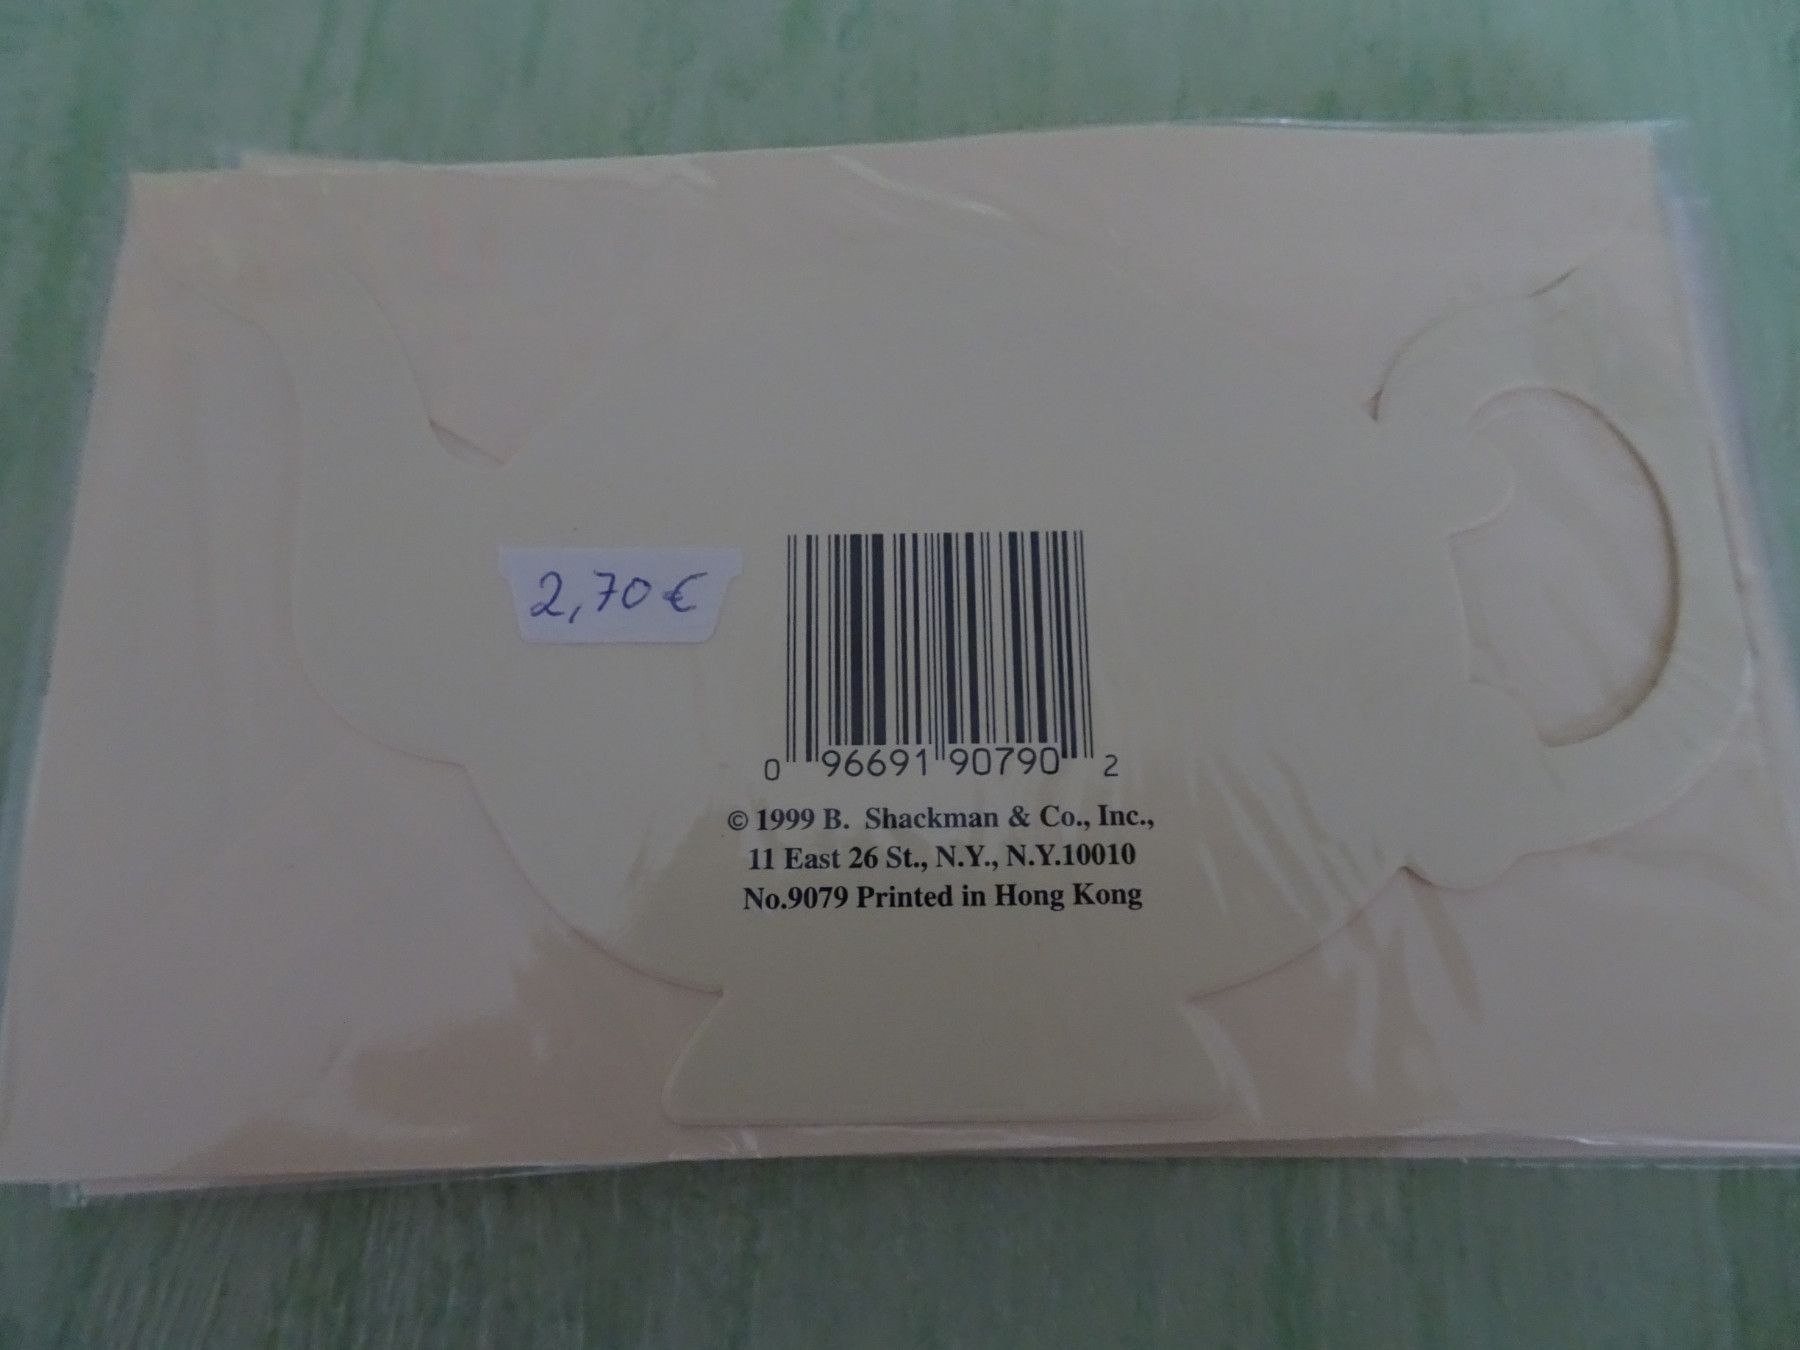 2,70 €
0 96691 90790 2
© 1999 B. Shackman & Co., Inc.,
11 East 26 St., N.Y., N.Y.10010
No.9079 Printed in Hong Kong